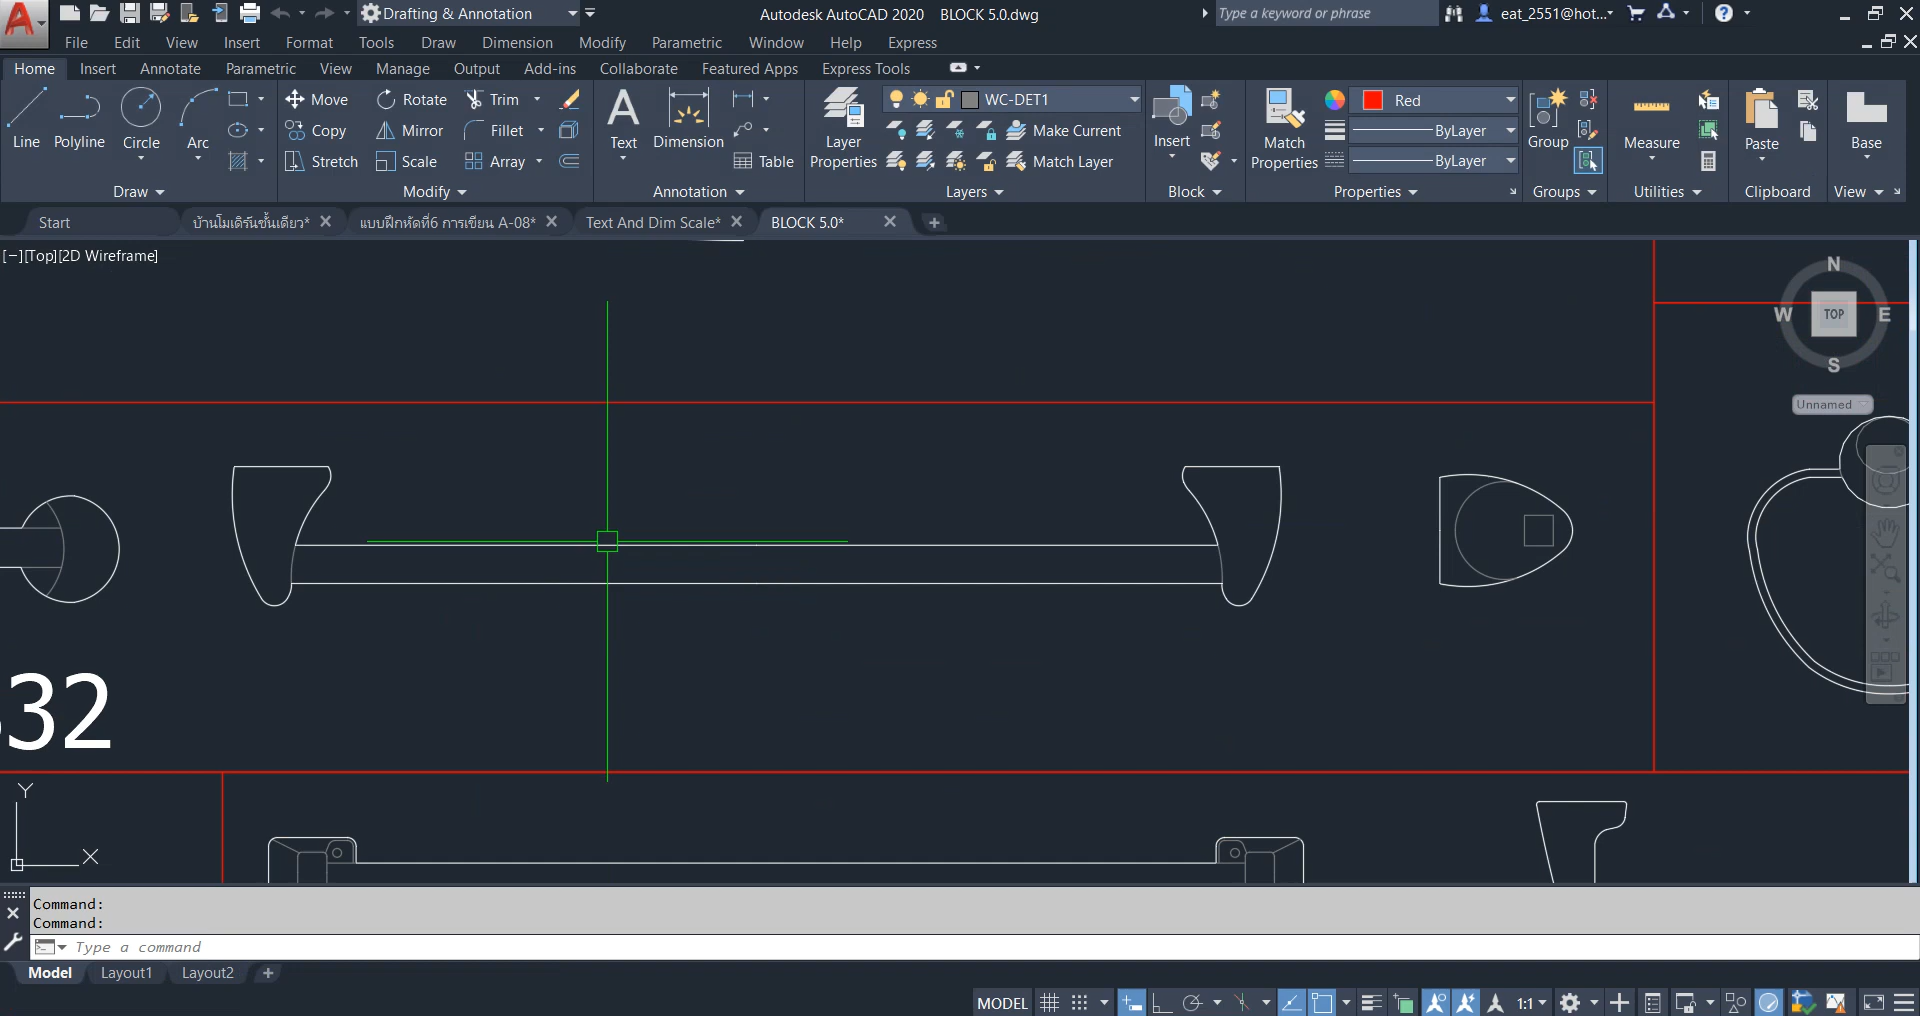 Drafting & Annotation
Autodesk AutoCAD 2020 BLOCK 5.0.dwg
Type a keyword or phrase
eat_2551@hot...
File Edit View Insert Format Tools Draw Dimension Modify Parametric Window Help Express
Home Insert Annotate Parametric View Manage Output Add-ins Collaborate Featured Apps Express Tools
Move Rotate Trim WC-DET1 Red
Line Polyline Circle Arc Copy Mirror Fillet Text Dimension Make Current Insert ByLayer Group Measure Paste Base
Stretch Scale Array Table Layer Properties Match Layer Match Properties ByLayer
Draw Modify Annotation Layers Block Properties Groups Utilities Clipboard View
Start บ้านโมเดิร์นชั้นเดียว* แบบฝึกหัดที่6 การเขียน A-08* Text And Dim Scale* BLOCK 5.0*
[−][Top][2D Wireframe]
N
W TOP E
S
Unnamed
32
Y
X
Command:
Command:
Type a command
Model Layout1 Layout2
MODEL 1:1